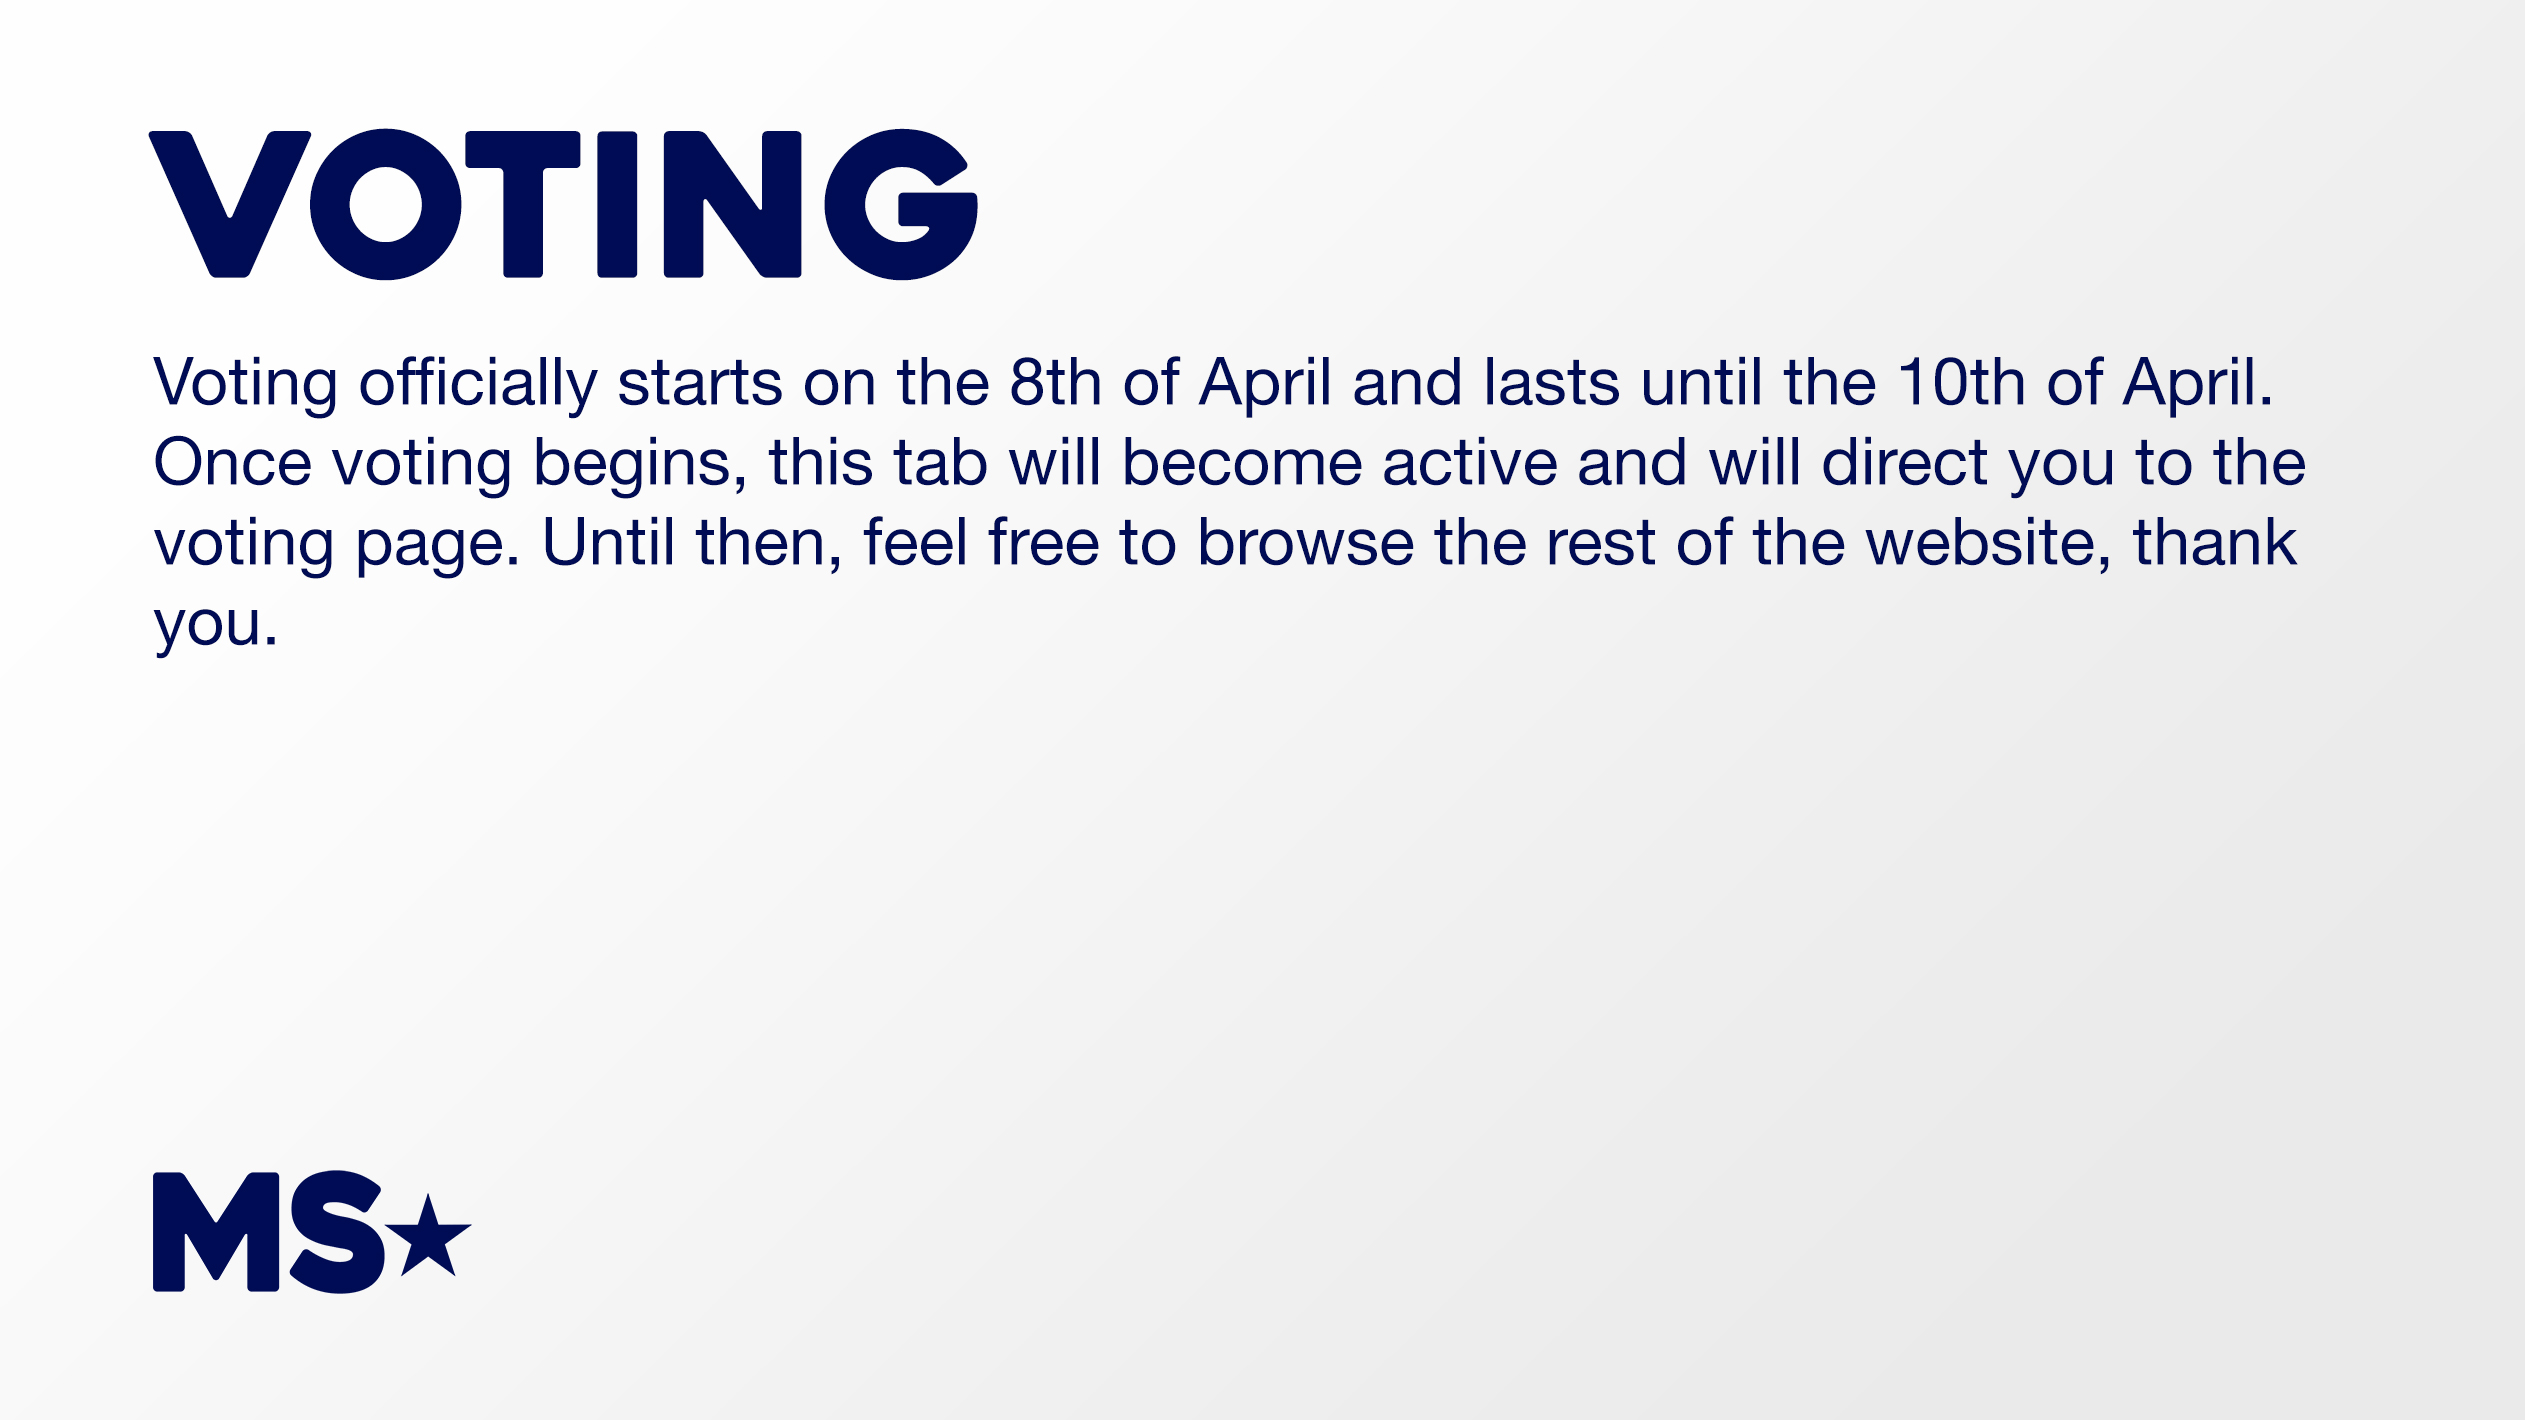 VOTING
Voting officially starts on the 8th of April and lasts until the 10th of April.
Once voting begins, this tab will become active and will direct you to the
voting page. Until then, feel free to browse the rest of the website, thank
you.
MS★